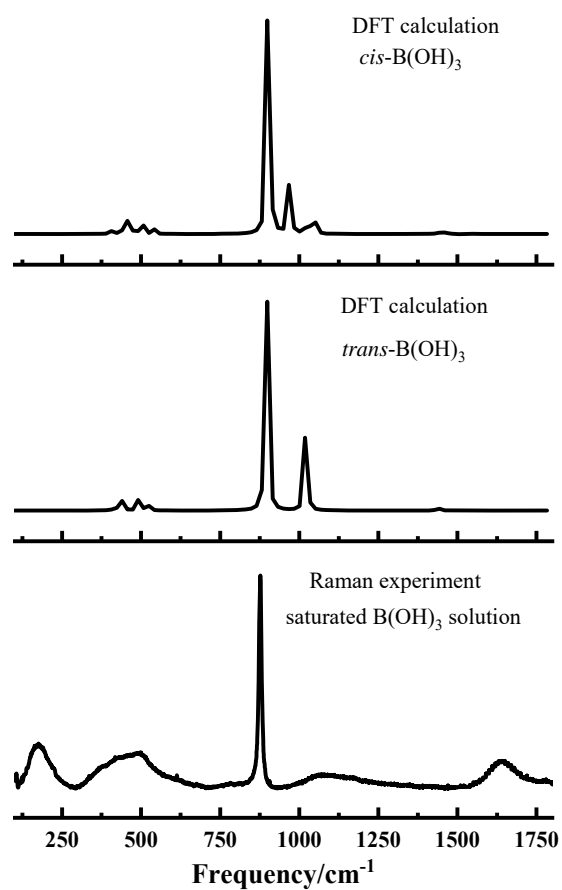 DFT calculation
cis-B(OH)₃
DFT calculation
trans-B(OH)₃
Raman experiment
saturated B(OH)₃ solution
250 500 750 1000 1250 1500 1750
Frequency/cm⁻¹